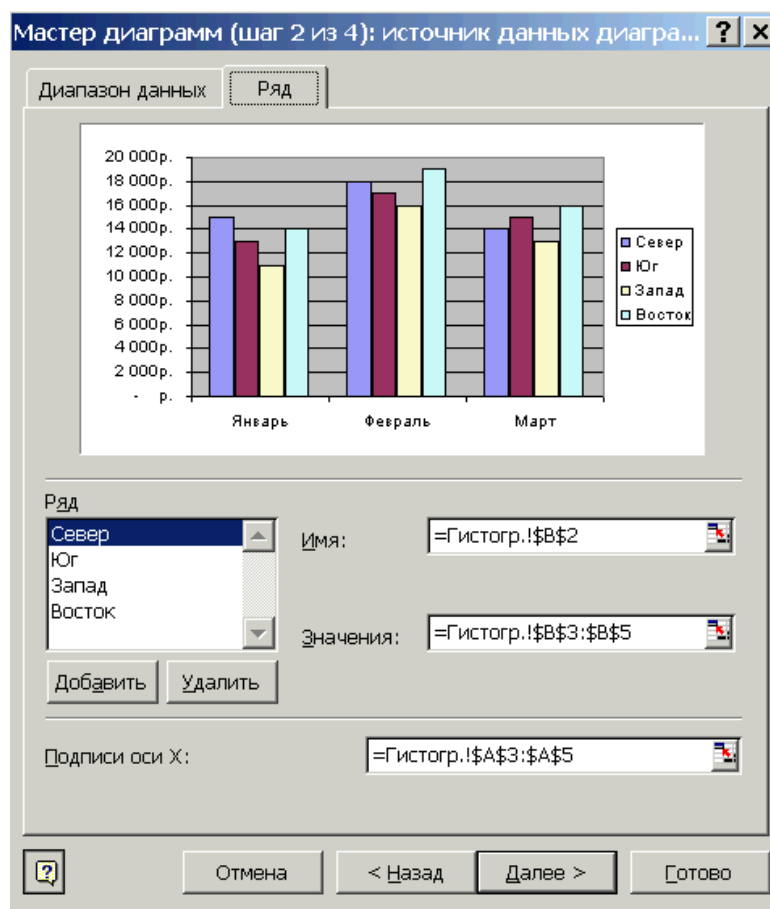 Мастер диаграмм (шаг 2 из 4): источник данных диагра...
Диапазон данных Ряд
20 000р.
18 000р.
16 000р.
14 000р.
12 000р.
10 000р.
8 000р.
6 000р.
4 000р.
2 000р.
- р.
Январь Февраль Март
Север
Юг
Запад
Восток
Ряд
Север
Юг
Запад
Восток
Имя: =Гистогр.!$B$2
Значения: =Гистогр.!$B$3:$B$5
Добавить Удалить
Подписи оси X: =Гистогр.!$A$3:$A$5
Отмена < Назад Далее > Готово